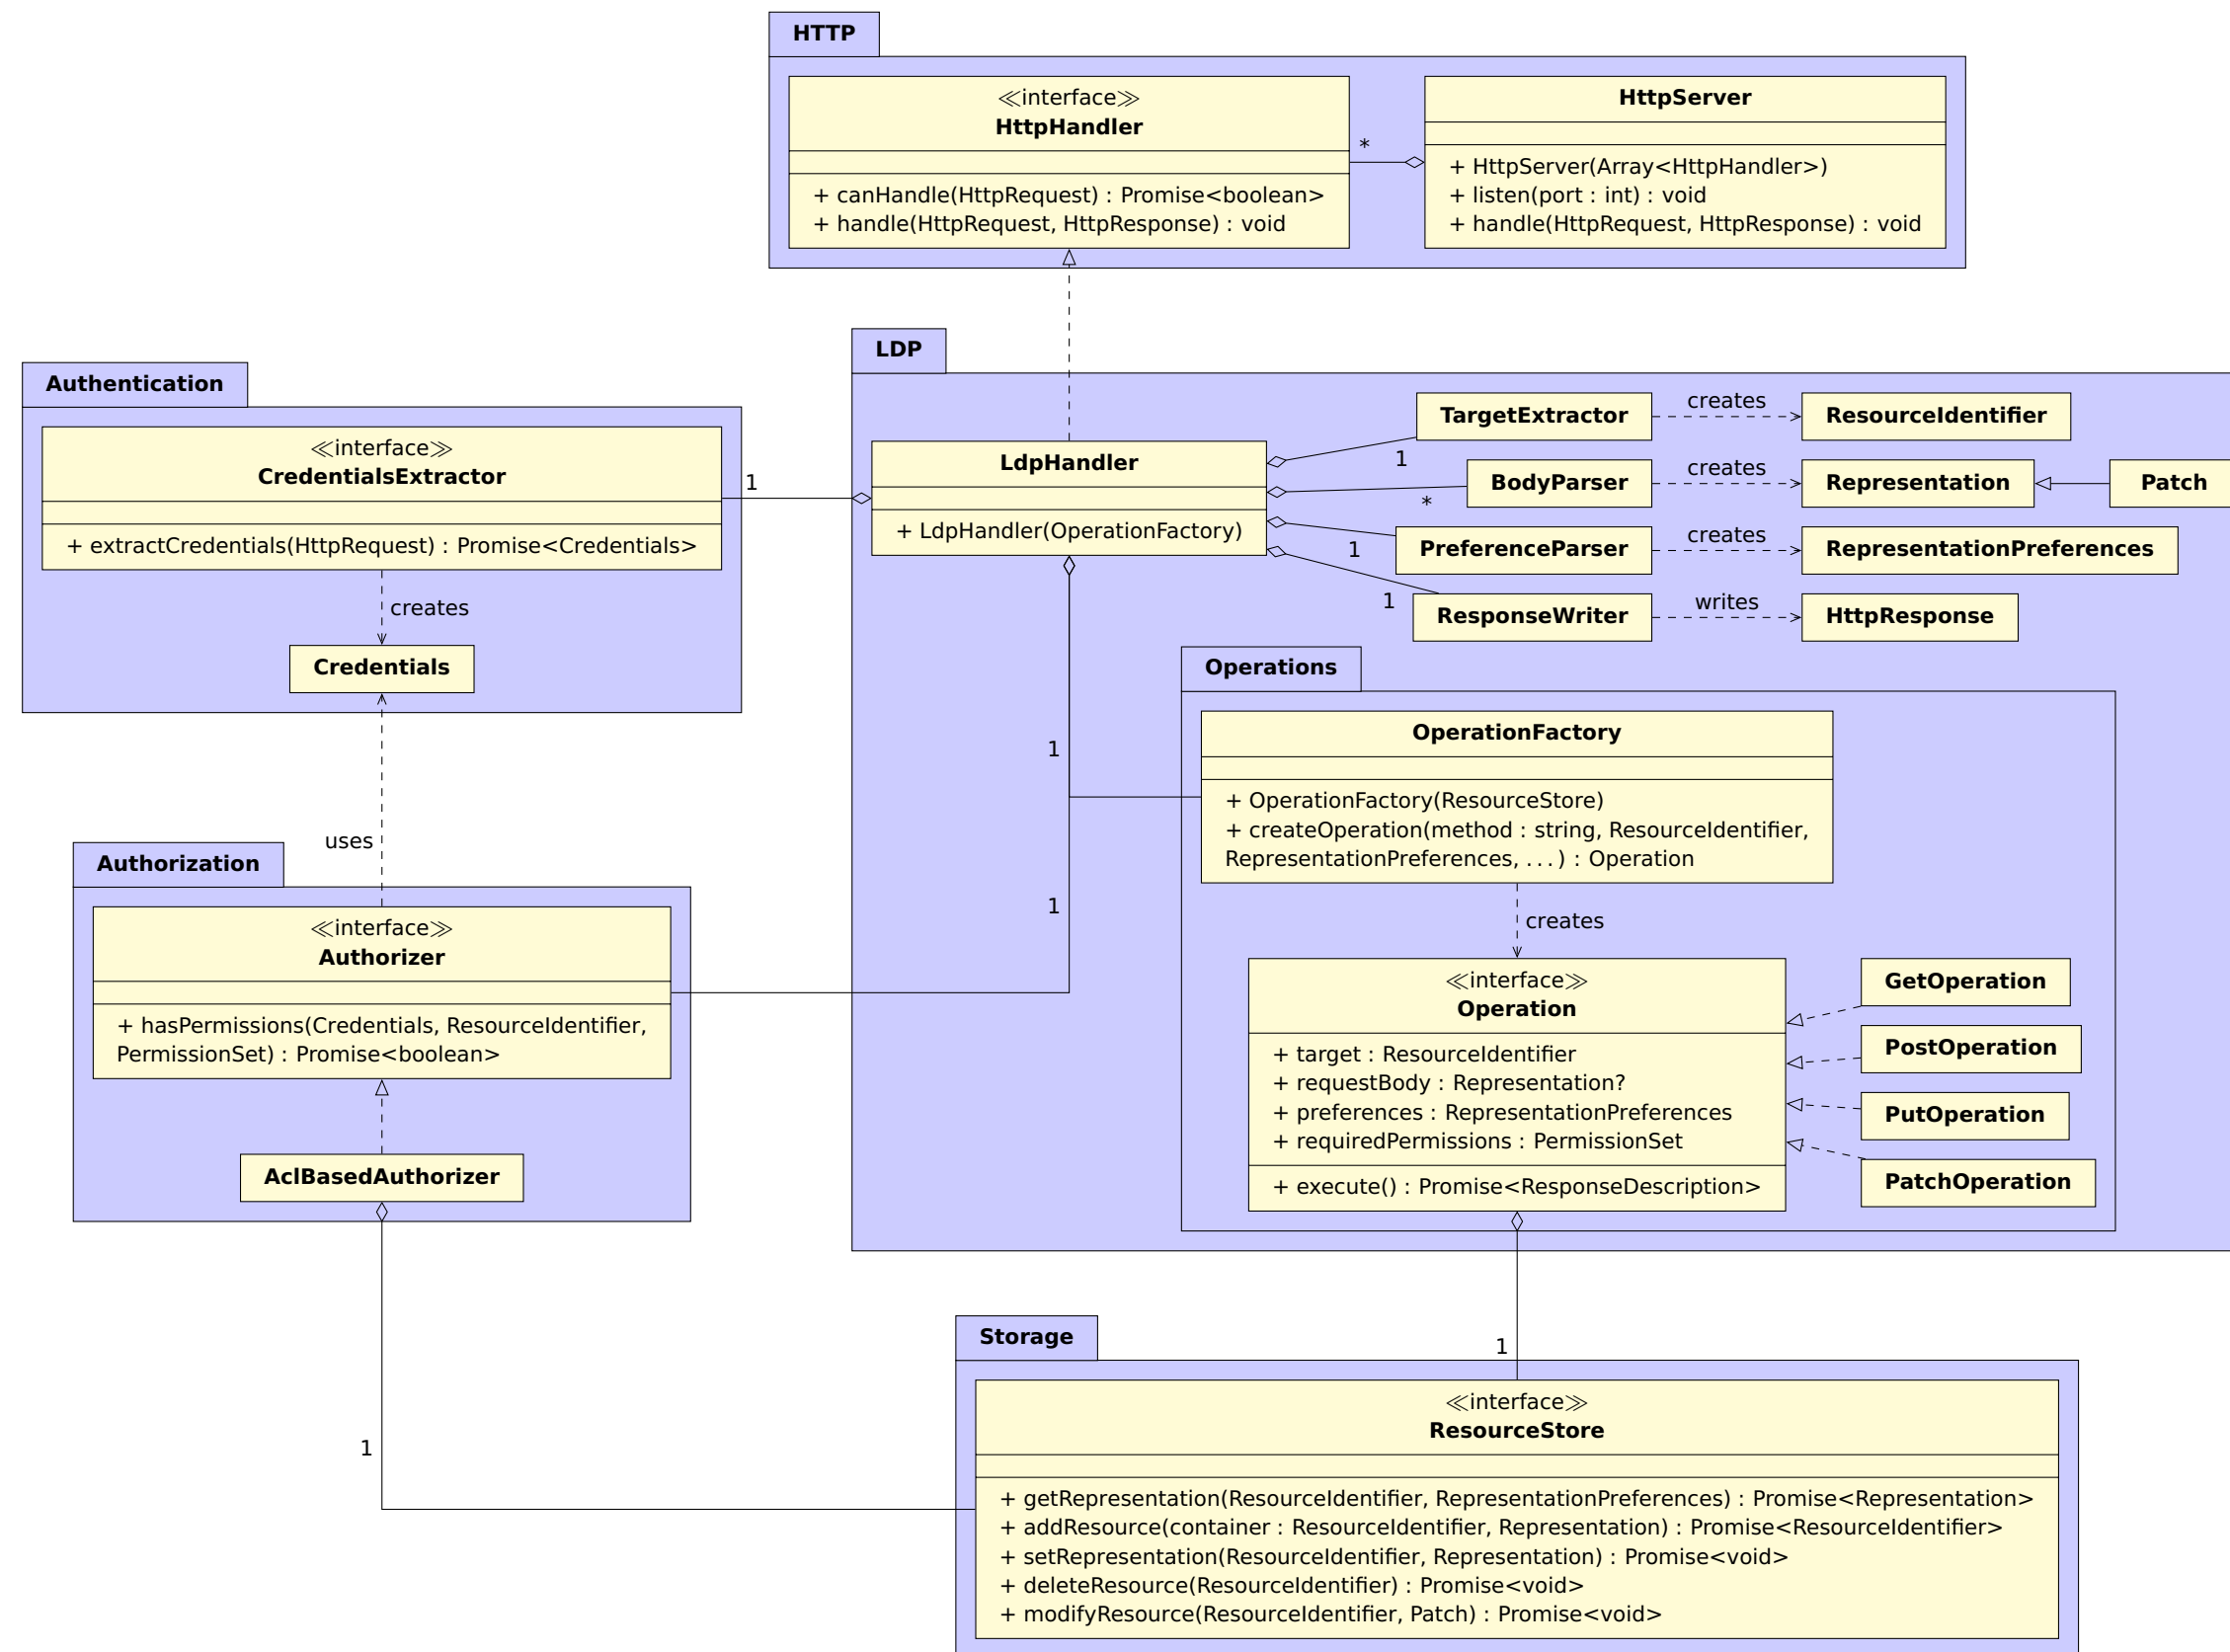 HTTP
≪interface≫
HttpHandler
+ canHandle(HttpRequest) : Promise<boolean>
+ handle(HttpRequest, HttpResponse) : void
*
HttpServer
+ HttpServer(Array<HttpHandler>)
+ listen(port : int) : void
+ handle(HttpRequest, HttpResponse) : void
Authentication
≪interface≫
CredentialsExtractor
+ extractCredentials(HttpRequest) : Promise<Credentials>
creates
Credentials
1
LDP
LdpHandler
+ LdpHandler(OperationFactory)
TargetExtractor
creates
ResourceIdentifier
1
BodyParser
creates
Representation
Patch
*
PreferenceParser
creates
RepresentationPreferences
1
ResponseWriter
writes
HttpResponse
1
Operations
OperationFactory
+ OperationFactory(ResourceStore)
+ createOperation(method : string, ResourceIdentifier,
RepresentationPreferences, ...) : Operation
1
1
creates
≪interface≫
Operation
+ target : ResourceIdentifier
+ requestBody : Representation?
+ preferences : RepresentationPreferences
+ requiredPermissions : PermissionSet
+ execute() : Promise<ResponseDescription>
GetOperation
PostOperation
PutOperation
PatchOperation
uses
Authorization
≪interface≫
Authorizer
+ hasPermissions(Credentials, ResourceIdentifier,
PermissionSet) : Promise<boolean>
AclBasedAuthorizer
1
1
Storage
≪interface≫
ResourceStore
+ getRepresentation(ResourceIdentifier, RepresentationPreferences) : Promise<Representation>
+ addResource(container : ResourceIdentifier, Representation) : Promise<ResourceIdentifier>
+ setRepresentation(ResourceIdentifier, Representation) : Promise<void>
+ deleteResource(ResourceIdentifier) : Promise<void>
+ modifyResource(ResourceIdentifier, Patch) : Promise<void>